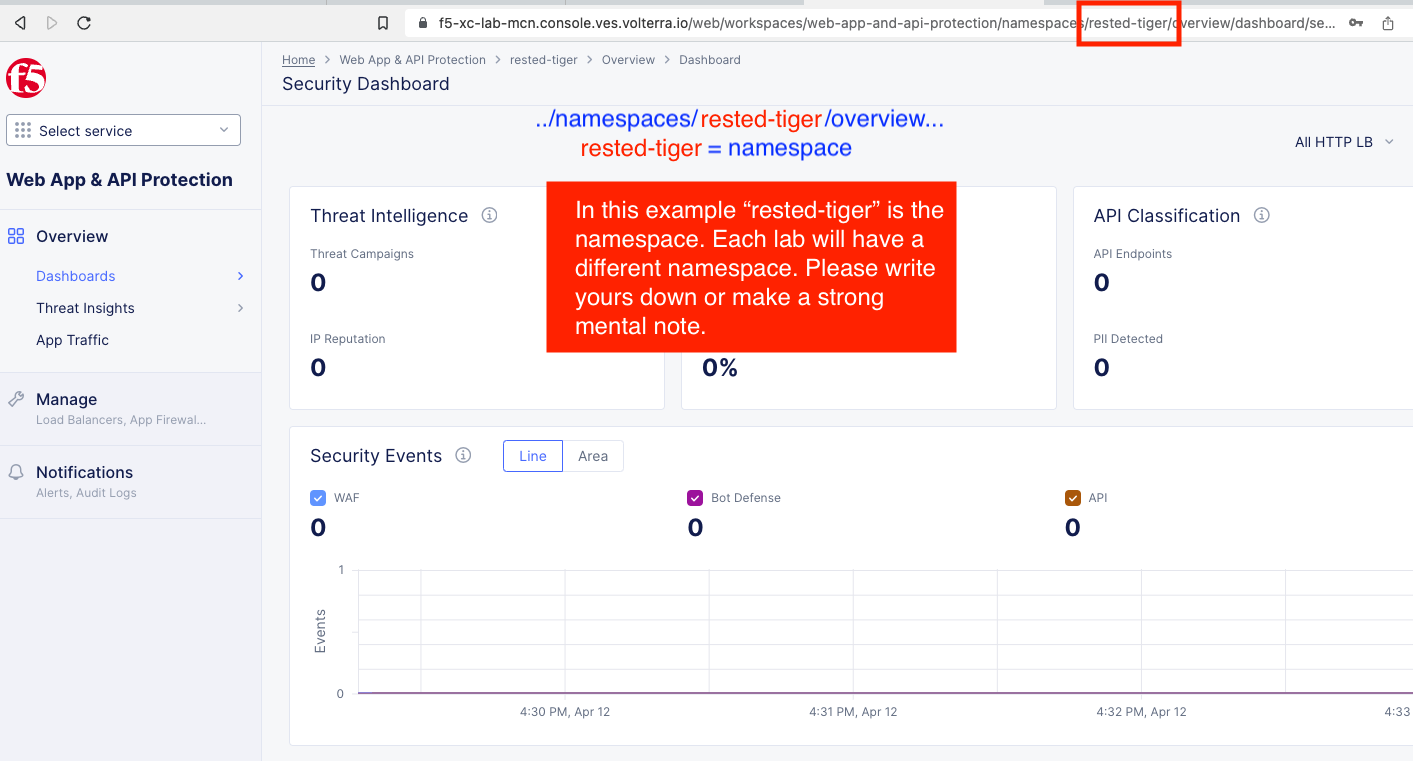 f5-xc-lab-mcn.console.ves.volterra.io/web/workspaces/web-app-and-api-protection/namespaces/rested-tiger/overview/dashboard/se...
f5
Home > Web App & API Protection > rested-tiger > Overview > Dashboard
Security Dashboard
../namespaces/rested-tiger/overview...
rested-tiger = namespace
Select service
All HTTP LB
Web App & API Protection
In this example “rested-tiger” is the
namespace. Each lab will have a
different namespace. Please write
yours down or make a strong
mental note.
Overview
Dashboards
Threat Insights
App Traffic
Manage
Load Balancers, App Firewal...
Notifications
Alerts, Audit Logs
Threat Intelligence
Threat Campaigns
0
IP Reputation
0
0%
API Classification
API Endpoints
0
PII Detected
0
Security Events
Line
Area
WAF
0
Bot Defense
0
API
0
Events
1
0
4:30 PM, Apr 12
4:31 PM, Apr 12
4:32 PM, Apr 12
4:33